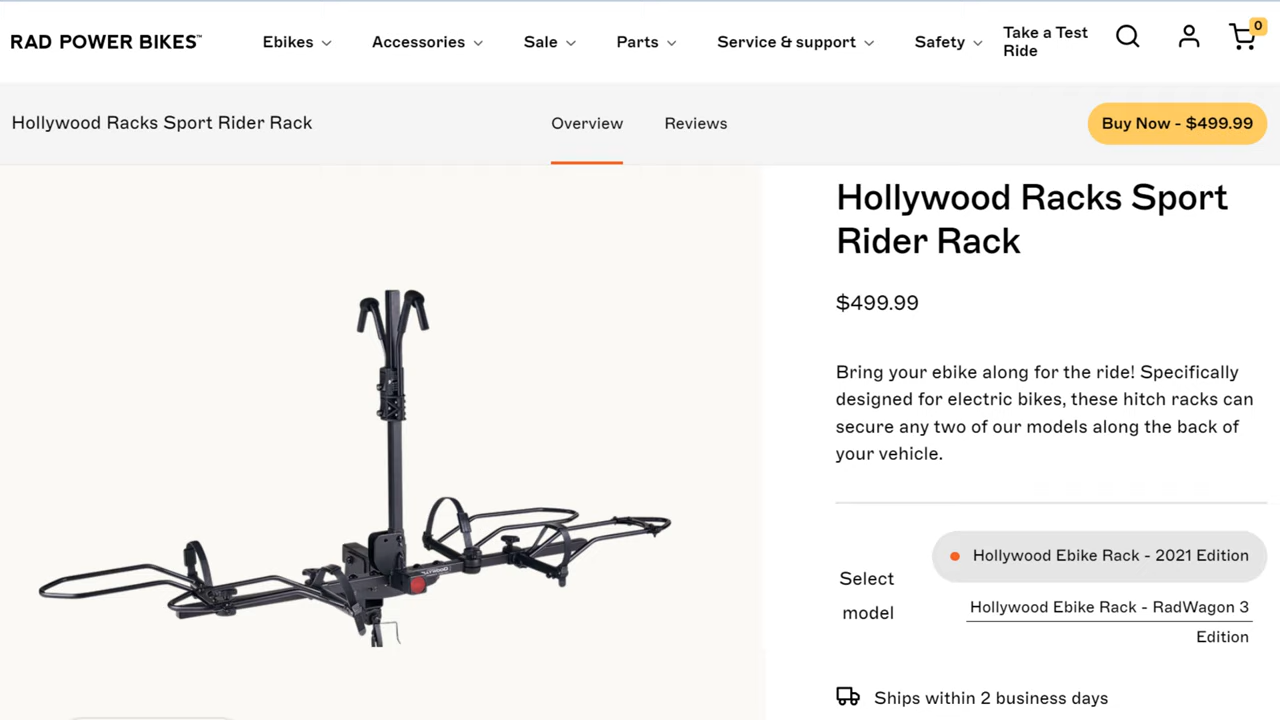 RAD POWER BIKES™
Ebikes
Accessories
Sale
Parts
Service & support
Safety
Take a Test
Ride
0
Hollywood Racks Sport Rider Rack
Overview
Reviews
Buy Now - $499.99
Hollywood Racks Sport
Rider Rack
$499.99
Bring your ebike along for the ride! Specifically
designed for electric bikes, these hitch racks can
secure any two of our models along the back of
your vehicle.
Select
model
Hollywood Ebike Rack - 2021 Edition
Hollywood Ebike Rack - RadWagon 3
Edition
Ships within 2 business days